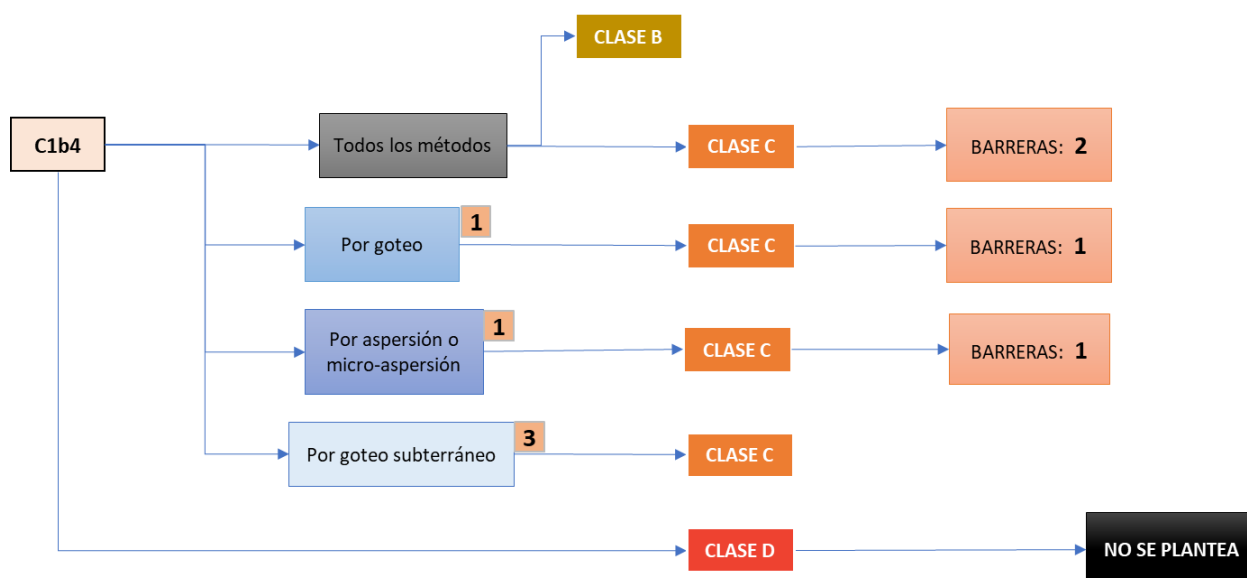 CLASE B
C1b4
Todos los métodos
CLASE C
BARRERAS: 2
Por goteo
1
CLASE C
BARRERAS: 1
Por aspersión o
micro-aspersión
1
CLASE C
BARRERAS: 1
Por goteo subterráneo
3
CLASE C
CLASE D
NO SE PLANTEA